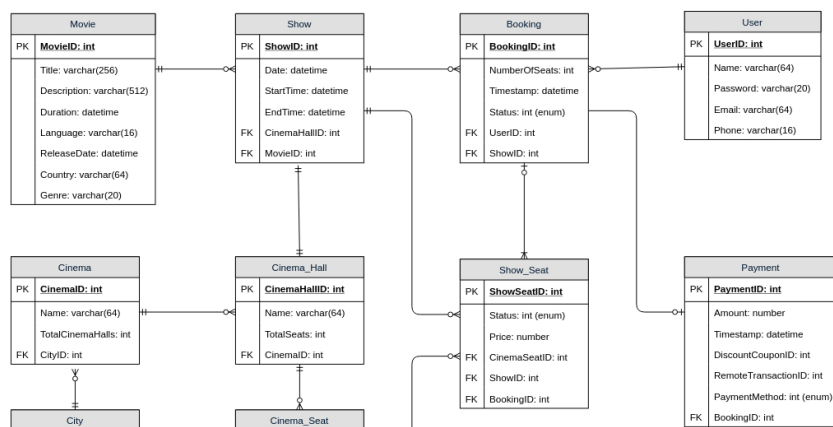 Movie
PK MovieID: int
Title: varchar(256)
Description: varchar(512)
Duration: datetime
Language: varchar(16)
ReleaseDate: datetime
Country: varchar(64)
Genre: varchar(20)
Show
PK ShowID: int
Date: datetime
StartTime: datetime
EndTime: datetime
FK CinemaHallID: int
FK MovieID: int
Booking
PK BookingID: int
NumberOfSeats: int
Timestamp: datetime
Status: int (enum)
FK UserID: int
FK ShowID: int
User
PK UserID: int
Name: varchar(64)
Password: varchar(20)
Email: varchar(64)
Phone: varchar(16)
Cinema
PK CinemaID: int
Name: varchar(64)
TotalCinemaHalls: int
FK CityID: int
Cinema_Hall
PK CinemaHallID: int
Name: varchar(64)
TotalSeats: int
FK CinemaID: int
Show_Seat
PK ShowSeatID: int
Status: int (enum)
Price: number
FK CinemaSeatID: int
FK ShowID: int
FK BookingID: int
Payment
PK PaymentID: int
Amount: number
Timestamp: datetime
DiscountCouponID: int
RemoteTransactionID: int
PaymentMethod: int (enum)
FK BookingID: int
City
Cinema_Seat